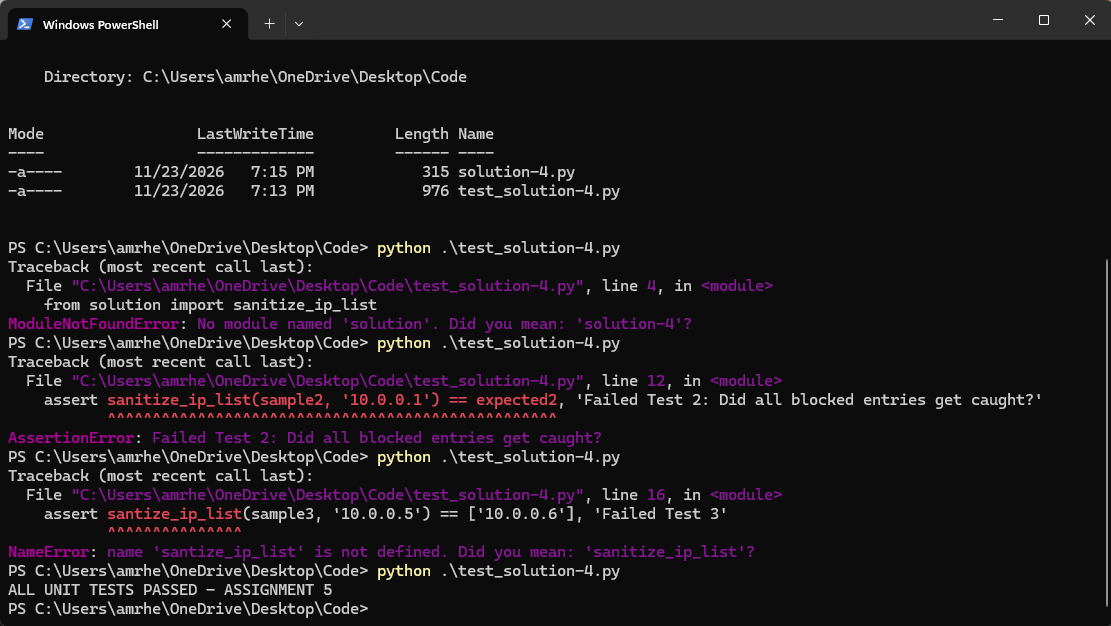 Windows PowerShell
    Directory: C:\Users\amrhe\OneDrive\Desktop\Code
Mode                 LastWriteTime         Length Name
----                 -------------         ------ ----
-a----        11/23/2026   7:15 PM            315 solution-4.py
-a----        11/23/2026   7:13 PM            976 test_solution-4.py
PS C:\Users\amrhe\OneDrive\Desktop\Code> python .\test_solution-4.py
Traceback (most recent call last):
  File "C:\Users\amrhe\OneDrive\Desktop\Code\test_solution-4.py", line 4, in <module>
    from solution import sanitize_ip_list
ModuleNotFoundError: No module named 'solution'. Did you mean: 'solution-4'?
PS C:\Users\amrhe\OneDrive\Desktop\Code> python .\test_solution-4.py
Traceback (most recent call last):
  File "C:\Users\amrhe\OneDrive\Desktop\Code\test_solution-4.py", line 12, in <module>
    assert sanitize_ip_list(sample2, '10.0.0.1') == expected2, 'Failed Test 2: Did all blocked entries get caught?'
           ^^^^^^^^^^^^^^^^^^^^^^^^^^^^^^^^^^^^^^^^^^^^^^^^^^
AssertionError: Failed Test 2: Did all blocked entries get caught?
PS C:\Users\amrhe\OneDrive\Desktop\Code> python .\test_solution-4.py
Traceback (most recent call last):
  File "C:\Users\amrhe\OneDrive\Desktop\Code\test_solution-4.py", line 16, in <module>
    assert santize_ip_list(sample3, '10.0.0.5') == ['10.0.0.6'], 'Failed Test 3'
           ^^^^^^^^^^^^^^^
NameError: name 'santize_ip_list' is not defined. Did you mean: 'sanitize_ip_list'?
PS C:\Users\amrhe\OneDrive\Desktop\Code> python .\test_solution-4.py
ALL UNIT TESTS PASSED - ASSIGNMENT 5
PS C:\Users\amrhe\OneDrive\Desktop\Code>